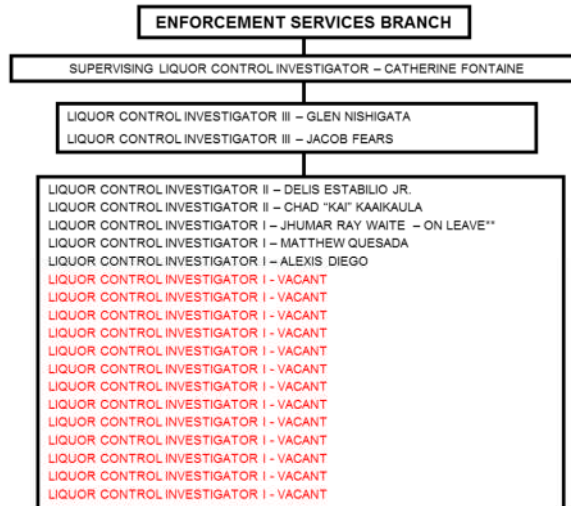 ENFORCEMENT SERVICES BRANCH
SUPERVISING LIQUOR CONTROL INVESTIGATOR – CATHERINE FONTAINE
LIQUOR CONTROL INVESTIGATOR III – GLEN NISHIGATA
LIQUOR CONTROL INVESTIGATOR III – JACOB FEARS
LIQUOR CONTROL INVESTIGATOR II – DELIS ESTABILIO JR.
LIQUOR CONTROL INVESTIGATOR II – CHAD "KAI" KAAIKAULA
LIQUOR CONTROL INVESTIGATOR I – JHUMAR RAY WAITE – ON LEAVE**
LIQUOR CONTROL INVESTIGATOR I – MATTHEW QUESADA
LIQUOR CONTROL INVESTIGATOR I – ALEXIS DIEGO
LIQUOR CONTROL INVESTIGATOR I - VACANT
LIQUOR CONTROL INVESTIGATOR I - VACANT
LIQUOR CONTROL INVESTIGATOR I - VACANT
LIQUOR CONTROL INVESTIGATOR I - VACANT
LIQUOR CONTROL INVESTIGATOR I - VACANT
LIQUOR CONTROL INVESTIGATOR I - VACANT
LIQUOR CONTROL INVESTIGATOR I - VACANT
LIQUOR CONTROL INVESTIGATOR I - VACANT
LIQUOR CONTROL INVESTIGATOR I - VACANT
LIQUOR CONTROL INVESTIGATOR I - VACANT
LIQUOR CONTROL INVESTIGATOR I - VACANT
LIQUOR CONTROL INVESTIGATOR I - VACANT
LIQUOR CONTROL INVESTIGATOR I - VACANT